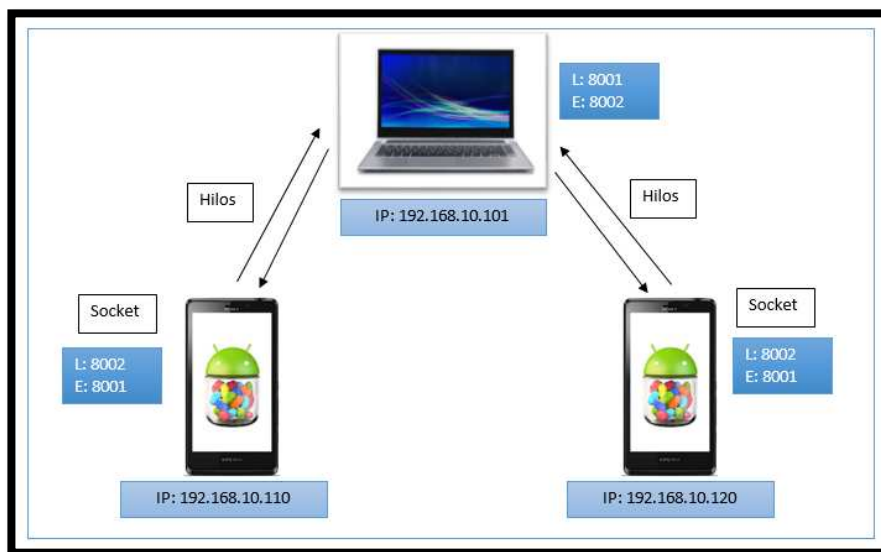 L: 8001
E: 8002
Hilos
Hilos
IP: 192.168.10.101
Socket
Socket
L: 8002
E: 8001
L: 8002
E: 8001
IP: 192.168.10.110
IP: 192.168.10.120